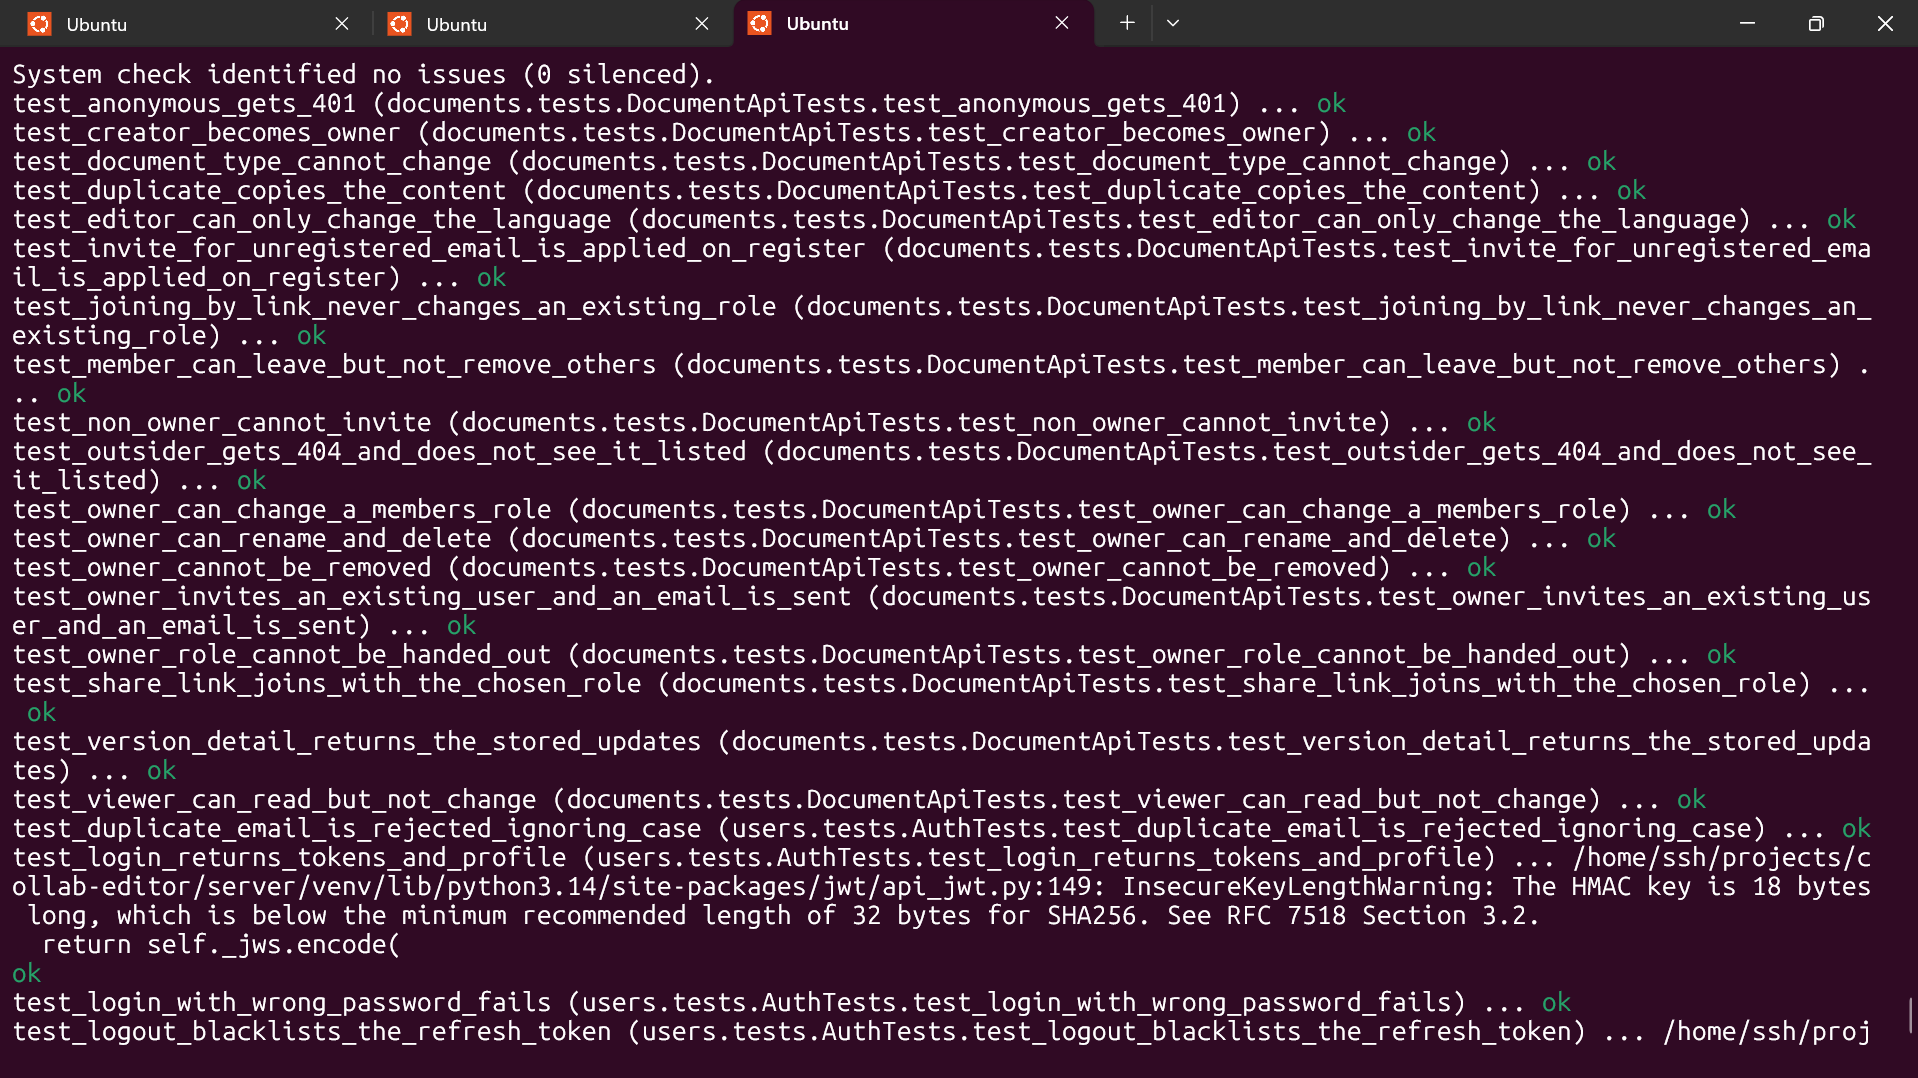 Ubuntu
Ubuntu
Ubuntu
System check identified no issues (0 silenced).
test_anonymous_gets_401 (documents.tests.DocumentApiTests.test_anonymous_gets_401) ... ok
test_creator_becomes_owner (documents.tests.DocumentApiTests.test_creator_becomes_owner) ... ok
test_document_type_cannot_change (documents.tests.DocumentApiTests.test_document_type_cannot_change) ... ok
test_duplicate_copies_the_content (documents.tests.DocumentApiTests.test_duplicate_copies_the_content) ... ok
test_editor_can_only_change_the_language (documents.tests.DocumentApiTests.test_editor_can_only_change_the_language) ... ok
test_invite_for_unregistered_email_is_applied_on_register (documents.tests.DocumentApiTests.test_invite_for_unregistered_ema
il_is_applied_on_register) ... ok
test_joining_by_link_never_changes_an_existing_role (documents.tests.DocumentApiTests.test_joining_by_link_never_changes_an_
existing_role) ... ok
test_member_can_leave_but_not_remove_others (documents.tests.DocumentApiTests.test_member_can_leave_but_not_remove_others) .
.. ok
test_non_owner_cannot_invite (documents.tests.DocumentApiTests.test_non_owner_cannot_invite) ... ok
test_outsider_gets_404_and_does_not_see_it_listed (documents.tests.DocumentApiTests.test_outsider_gets_404_and_does_not_see_
it_listed) ... ok
test_owner_can_change_a_members_role (documents.tests.DocumentApiTests.test_owner_can_change_a_members_role) ... ok
test_owner_can_rename_and_delete (documents.tests.DocumentApiTests.test_owner_can_rename_and_delete) ... ok
test_owner_cannot_be_removed (documents.tests.DocumentApiTests.test_owner_cannot_be_removed) ... ok
test_owner_invites_an_existing_user_and_an_email_is_sent (documents.tests.DocumentApiTests.test_owner_invites_an_existing_us
er_and_an_email_is_sent) ... ok
test_owner_role_cannot_be_handed_out (documents.tests.DocumentApiTests.test_owner_role_cannot_be_handed_out) ... ok
test_share_link_joins_with_the_chosen_role (documents.tests.DocumentApiTests.test_share_link_joins_with_the_chosen_role) ...
 ok
test_version_detail_returns_the_stored_updates (documents.tests.DocumentApiTests.test_version_detail_returns_the_stored_upda
tes) ... ok
test_viewer_can_read_but_not_change (documents.tests.DocumentApiTests.test_viewer_can_read_but_not_change) ... ok
test_duplicate_email_is_rejected_ignoring_case (users.tests.AuthTests.test_duplicate_email_is_rejected_ignoring_case) ... ok
test_login_returns_tokens_and_profile (users.tests.AuthTests.test_login_returns_tokens_and_profile) ... /home/ssh/projects/c
ollab-editor/server/venv/lib/python3.14/site-packages/jwt/api_jwt.py:149: InsecureKeyLengthWarning: The HMAC key is 18 bytes
 long, which is below the minimum recommended length of 32 bytes for SHA256. See RFC 7518 Section 3.2.
  return self._jws.encode(
ok
test_login_with_wrong_password_fails (users.tests.AuthTests.test_login_with_wrong_password_fails) ... ok
test_logout_blacklists_the_refresh_token (users.tests.AuthTests.test_logout_blacklists_the_refresh_token) ... /home/ssh/proj